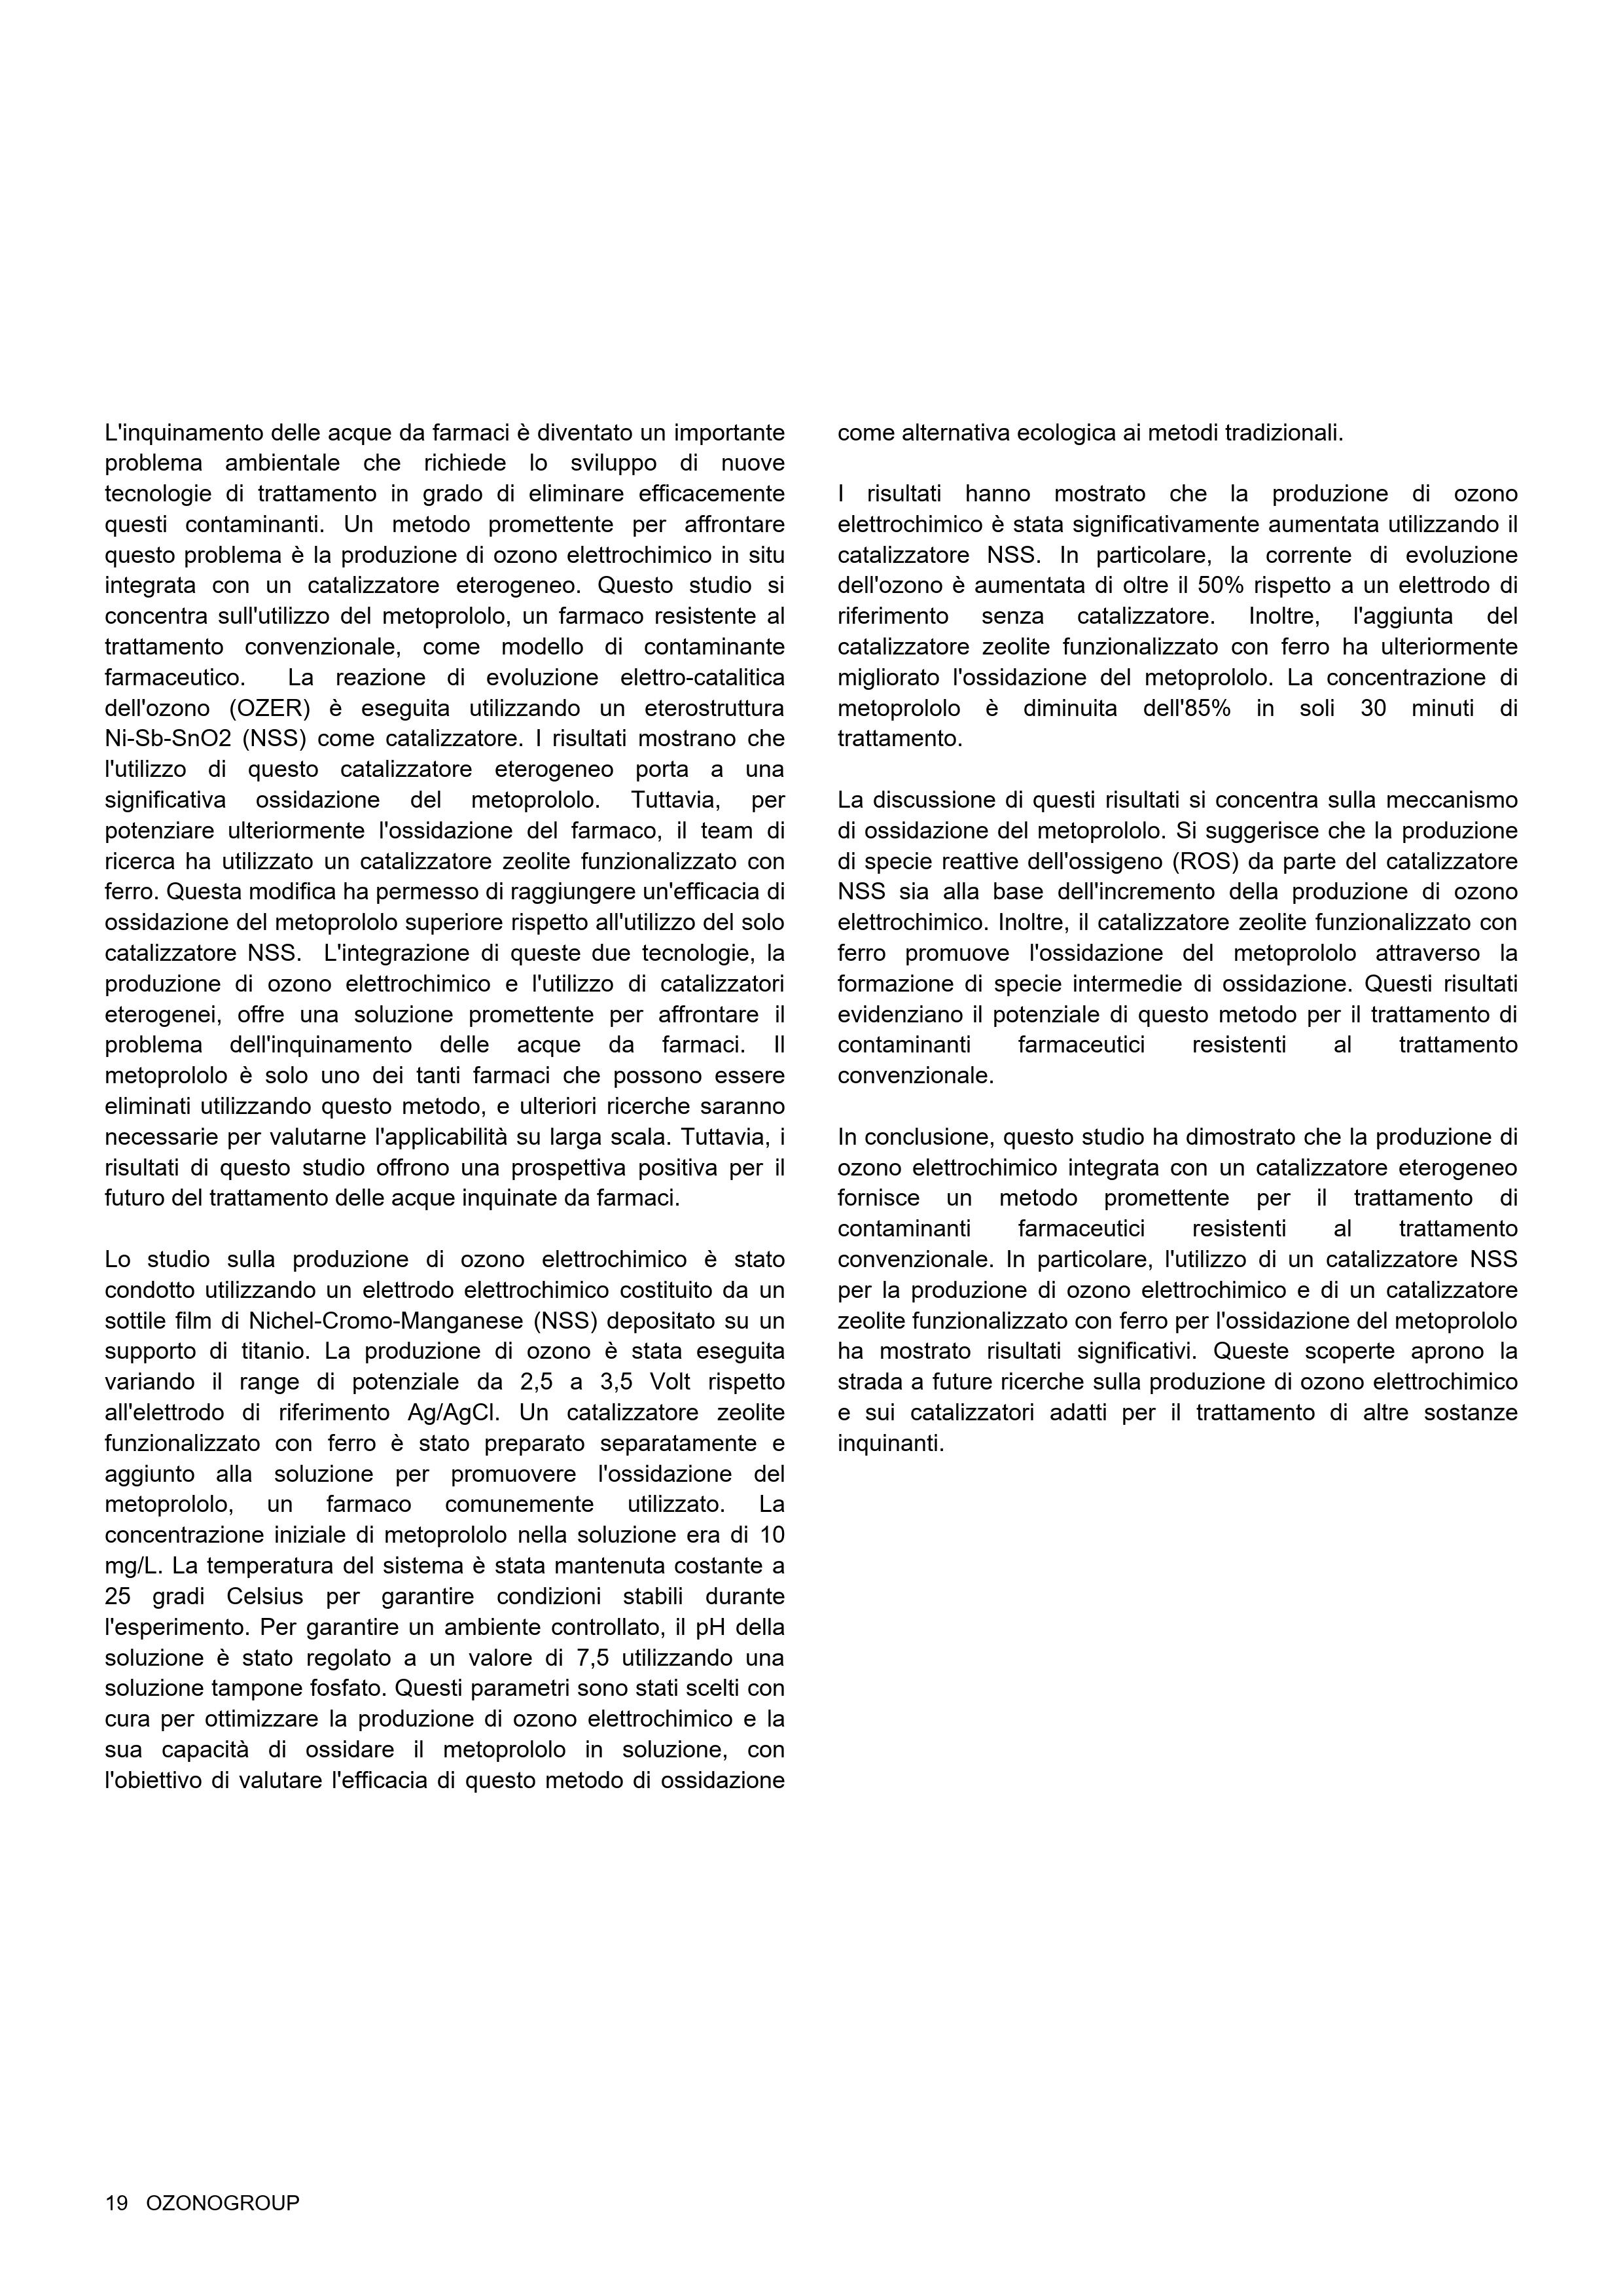 L'inquinamento delle acque da farmaci è diventato un importante
problema ambientale che richiede lo sviluppo di nuove
tecnologie di trattamento in grado di eliminare efficacemente
questi contaminanti. Un metodo promettente per affrontare
questo problema è la produzione di ozono elettrochimico in situ
integrata con un catalizzatore eterogeneo. Questo studio si
concentra sull'utilizzo del metoprololo, un farmaco resistente al
trattamento convenzionale, come modello di contaminante
farmaceutico. La reazione di evoluzione elettro-catalitica
dell'ozono (OZER) è eseguita utilizzando un eterostruttura
Ni-Sb-SnO2 (NSS) come catalizzatore. I risultati mostrano che
l'utilizzo di questo catalizzatore eterogeneo porta a una
significativa ossidazione del metoprololo. Tuttavia, per
potenziare ulteriormente l'ossidazione del farmaco, il team di
ricerca ha utilizzato un catalizzatore zeolite funzionalizzato con
ferro. Questa modifica ha permesso di raggiungere un'efficacia di
ossidazione del metoprololo superiore rispetto all'utilizzo del solo
catalizzatore NSS. L'integrazione di queste due tecnologie, la
produzione di ozono elettrochimico e l'utilizzo di catalizzatori
eterogenei, offre una soluzione promettente per affrontare il
problema dell'inquinamento delle acque da farmaci. Il
metoprololo è solo uno dei tanti farmaci che possono essere
eliminati utilizzando questo metodo, e ulteriori ricerche saranno
necessarie per valutarne l'applicabilità su larga scala. Tuttavia, i
risultati di questo studio offrono una prospettiva positiva per il
futuro del trattamento delle acque inquinate da farmaci.
Lo studio sulla produzione di ozono elettrochimico è stato
condotto utilizzando un elettrodo elettrochimico costituito da un
sottile film di Nichel-Cromo-Manganese (NSS) depositato su un
supporto di titanio. La produzione di ozono è stata eseguita
variando il range di potenziale da 2,5 a 3,5 Volt rispetto
all'elettrodo di riferimento Ag/AgCl. Un catalizzatore zeolite
funzionalizzato con ferro è stato preparato separatamente e
aggiunto alla soluzione per promuovere l'ossidazione del
metoprololo, un farmaco comunemente utilizzato. La
concentrazione iniziale di metoprololo nella soluzione era di 10
mg/L. La temperatura del sistema è stata mantenuta costante a
25 gradi Celsius per garantire condizioni stabili durante
l'esperimento. Per garantire un ambiente controllato, il pH della
soluzione è stato regolato a un valore di 7,5 utilizzando una
soluzione tampone fosfato. Questi parametri sono stati scelti con
cura per ottimizzare la produzione di ozono elettrochimico e la
sua capacità di ossidare il metoprololo in soluzione, con
l'obiettivo di valutare l'efficacia di questo metodo di ossidazione
come alternativa ecologica ai metodi tradizionali.
I risultati hanno mostrato che la produzione di ozono
elettrochimico è stata significativamente aumentata utilizzando il
catalizzatore NSS. In particolare, la corrente di evoluzione
dell'ozono è aumentata di oltre il 50% rispetto a un elettrodo di
riferimento senza catalizzatore. Inoltre, l'aggiunta del
catalizzatore zeolite funzionalizzato con ferro ha ulteriormente
migliorato l'ossidazione del metoprololo. La concentrazione di
metoprololo è diminuita dell'85% in soli 30 minuti di
trattamento.
La discussione di questi risultati si concentra sulla meccanismo
di ossidazione del metoprololo. Si suggerisce che la produzione
di specie reattive dell'ossigeno (ROS) da parte del catalizzatore
NSS sia alla base dell'incremento della produzione di ozono
elettrochimico. Inoltre, il catalizzatore zeolite funzionalizzato con
ferro promuove l'ossidazione del metoprololo attraverso la
formazione di specie intermedie di ossidazione. Questi risultati
evidenziano il potenziale di questo metodo per il trattamento di
contaminanti farmaceutici resistenti al trattamento
convenzionale.
In conclusione, questo studio ha dimostrato che la produzione di
ozono elettrochimico integrata con un catalizzatore eterogeneo
fornisce un metodo promettente per il trattamento di
contaminanti farmaceutici resistenti al trattamento
convenzionale. In particolare, l'utilizzo di un catalizzatore NSS
per la produzione di ozono elettrochimico e di un catalizzatore
zeolite funzionalizzato con ferro per l'ossidazione del metoprololo
ha mostrato risultati significativi. Queste scoperte aprono la
strada a future ricerche sulla produzione di ozono elettrochimico
e sui catalizzatori adatti per il trattamento di altre sostanze
inquinanti.
19 OZONOGROUP